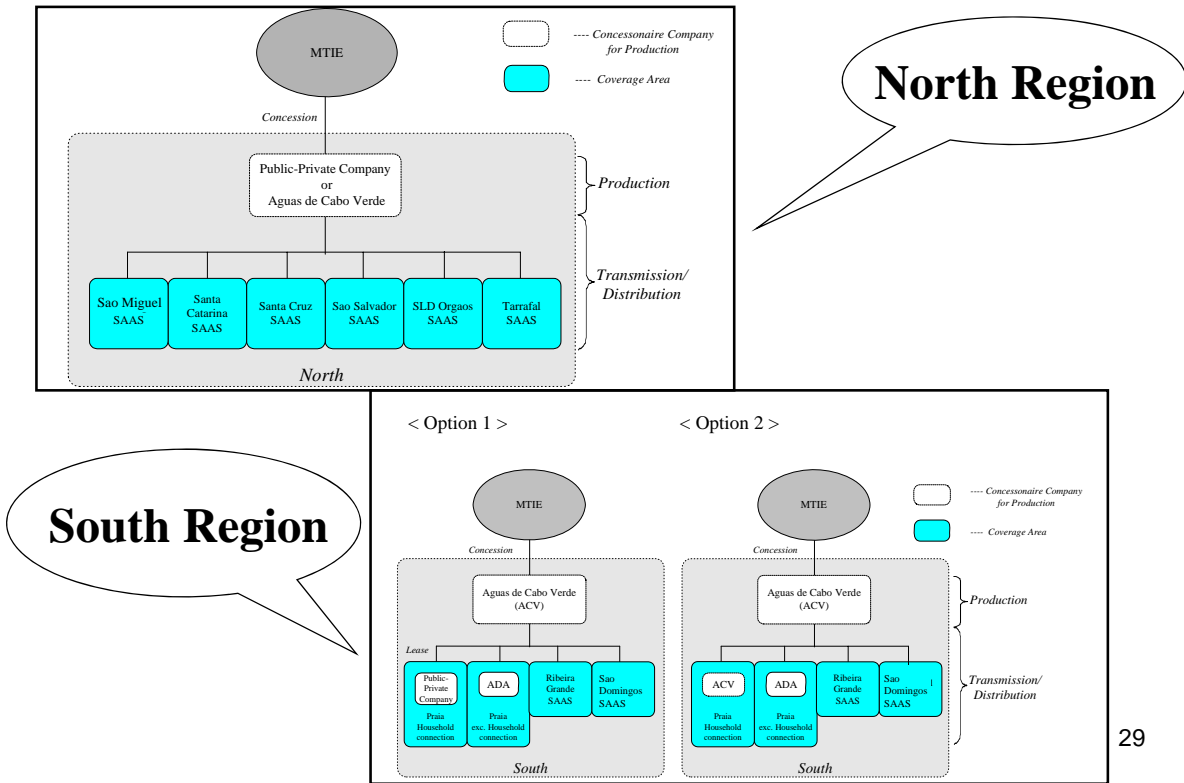 MTIE
---- Concessonaire Company
for Production
---- Coverage Area
North Region
Concession
Public-Private Company
or
Aguas de Cabo Verde
Production
Transmission/
Distribution
Sao Miguel
SAAS
Santa
Catarina
SAAS
Santa Cruz
SAAS
Sao Salvador
SAAS
SLD Orgaos
SAAS
Tarrafal
SAAS
North
South Region
< Option 1 >
< Option 2 >
MTIE
Concession
Aguas de Cabo Verde
(ACV)
Lease
Public-
Private
Company
Praia
Household
connection
ADA
Praia
exc. Household
connection
Ribeira
Grande
SAAS
Sao
Domingos
SAAS
South
MTIE
---- Concessonaire Company
for Production
---- Coverage Area
Concession
Aguas de Cabo Verde
(ACV)
Production
ACV
Praia
Household
connection
ADA
Praia
exc. Household
connection
Ribeira
Grande
SAAS
Sao
Domingos
SAAS
Transmission/
Distribution
South
29